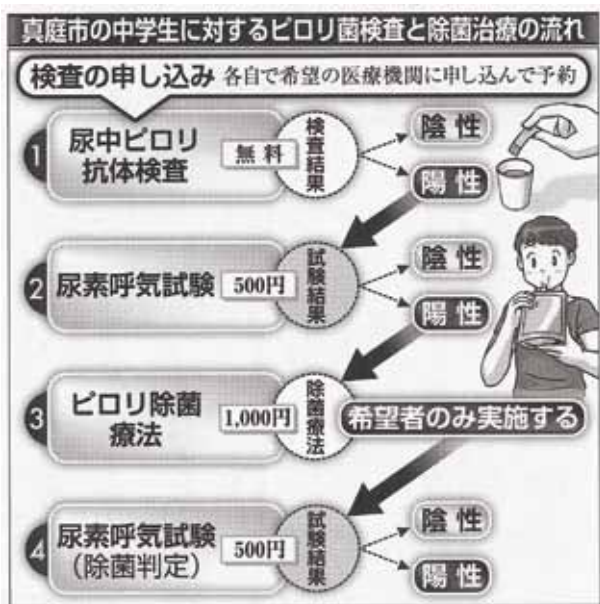 真庭市の中学生に対するピロリ菌検査と除菌治療の流れ
検査の申し込み 各自で希望の医療機関に申し込んで予約
1 尿中ピロリ抗体検査 無料 検査結果
陰性
陽性
2 尿素呼気試験 500円 試験結果
陰性
陽性
3 ピロリ除菌療法 1,000円 除菌療法
希望者のみ実施する
4 尿素呼気試験(除菌判定) 500円 試験結果
陰性
陽性